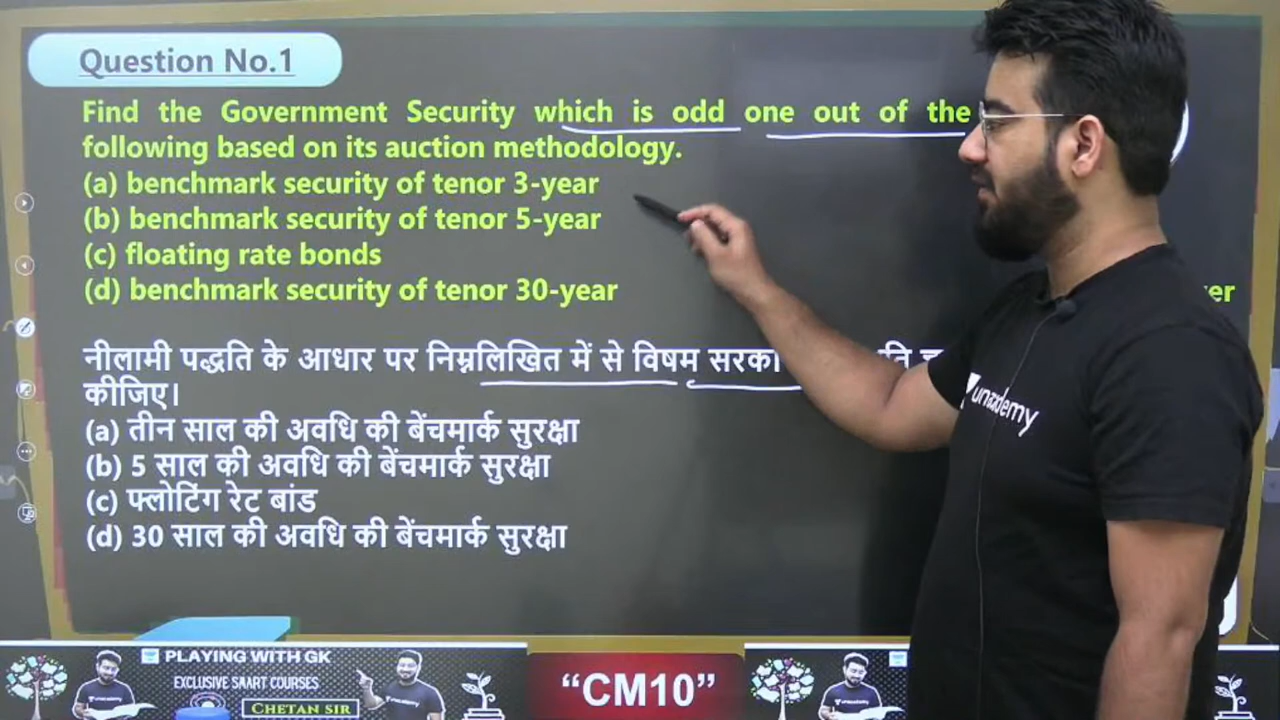 Question No.1
Find the Government Security which is odd one out of the
following based on its auction methodology.
(a) benchmark security of tenor 3-year
(b) benchmark security of tenor 5-year
(c) floating rate bonds
(d) benchmark security of tenor 30-year
नीलामी पद्धति के आधार पर निम्नलिखित में से विषम
कीजिए।
(a) तीन साल की अवधि की बेंचमार्क सुरक्षा
(b) 5 साल की अवधि की बेंचमार्क सुरक्षा
(c) फ्लोटिंग रेट बांड
(d) 30 साल की अवधि की बेंचमार्क सुरक्षा
unacademy
PLAYING WITH GK
EXCLUSIVE SAART COURSES
CHETAN SIR
“CM10”